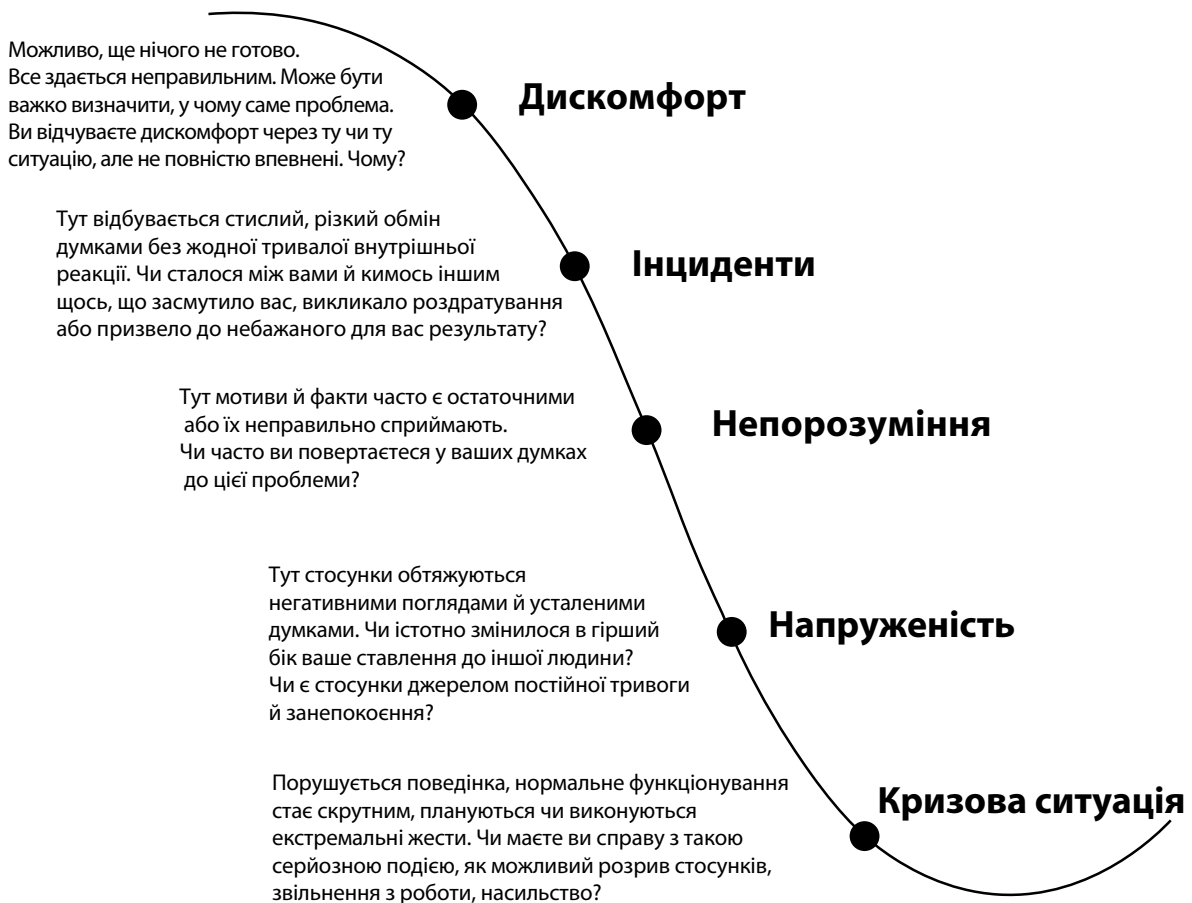 Можливо, ще нічого не готово.
Все здається неправильним. Може бути
важко визначити, у чому саме проблема.
Ви відчуваєте дискомфорт через ту чи ту
ситуацію, але не повністю впевнені. Чому?
Дискомфорт
Тут відбувається стислий, різкий обмін
думками без жодної тривалої внутрішньої
реакції. Чи сталося між вами й кимось іншим
щось, що засмутило вас, викликало роздратування
або призвело до небажаного для вас результату?
Інциденти
Тут мотиви й факти часто є остаточними
або їх неправильно сприймають.
Чи часто ви повертаєтеся у ваших думках
до цієї проблеми?
Непорозуміння
Тут стосунки обтяжуються
негативними поглядами й усталеними
думками. Чи істотно змінилося в гірший
бік ваше ставлення до іншої людини?
Чи є стосунки джерелом постійної тривоги
й занепокоєння?
Напруженість
Порушується поведінка, нормальне функціонування
стає скрутним, плануються чи виконуються
екстремальні жести. Чи маєте ви справу з такою
серйозною подією, як можливий розрив стосунків,
звільнення з роботи, насильство?
Кризова ситуація